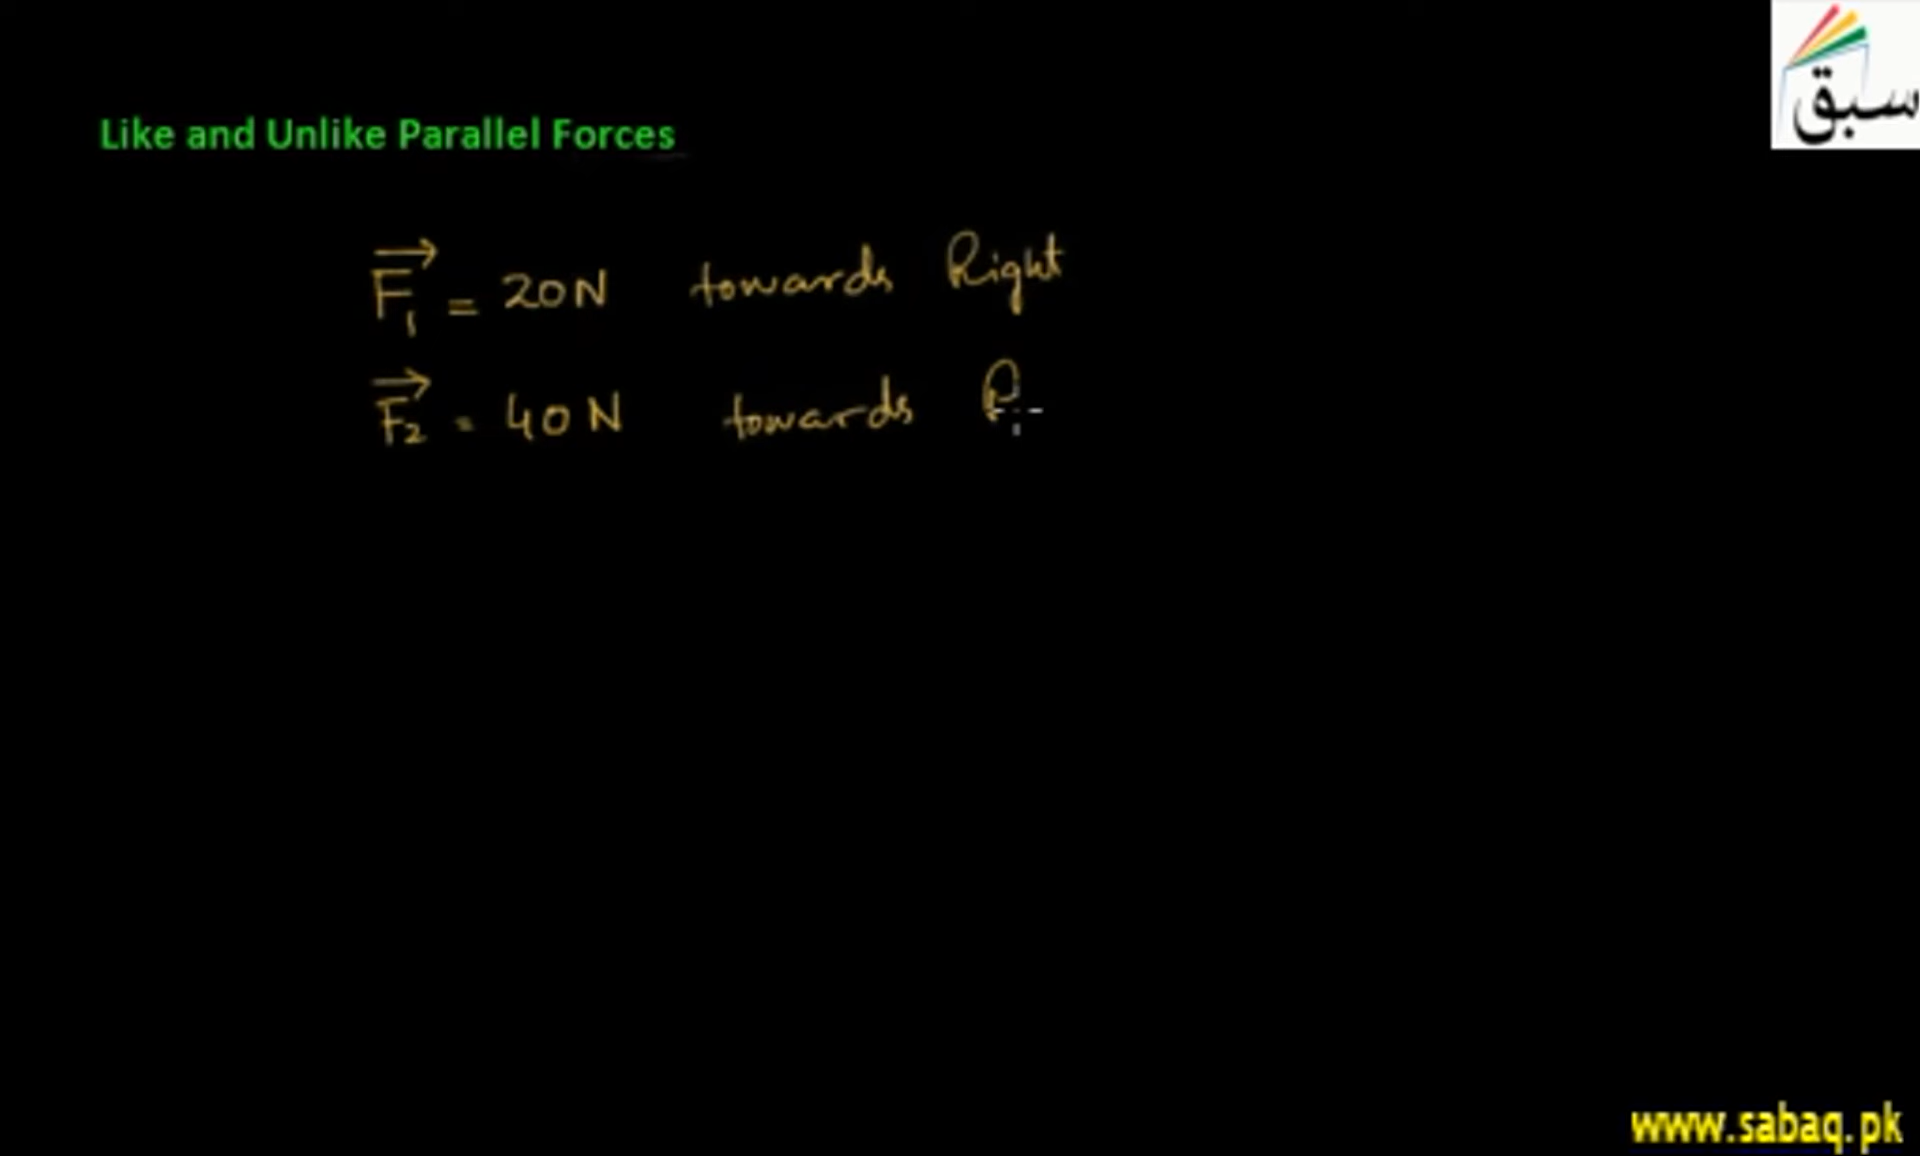 سبق
Like and Unlike Parallel Forces
F₁ = 20N towards Right
F₂ = 40N towards R
www.sabaq.pk